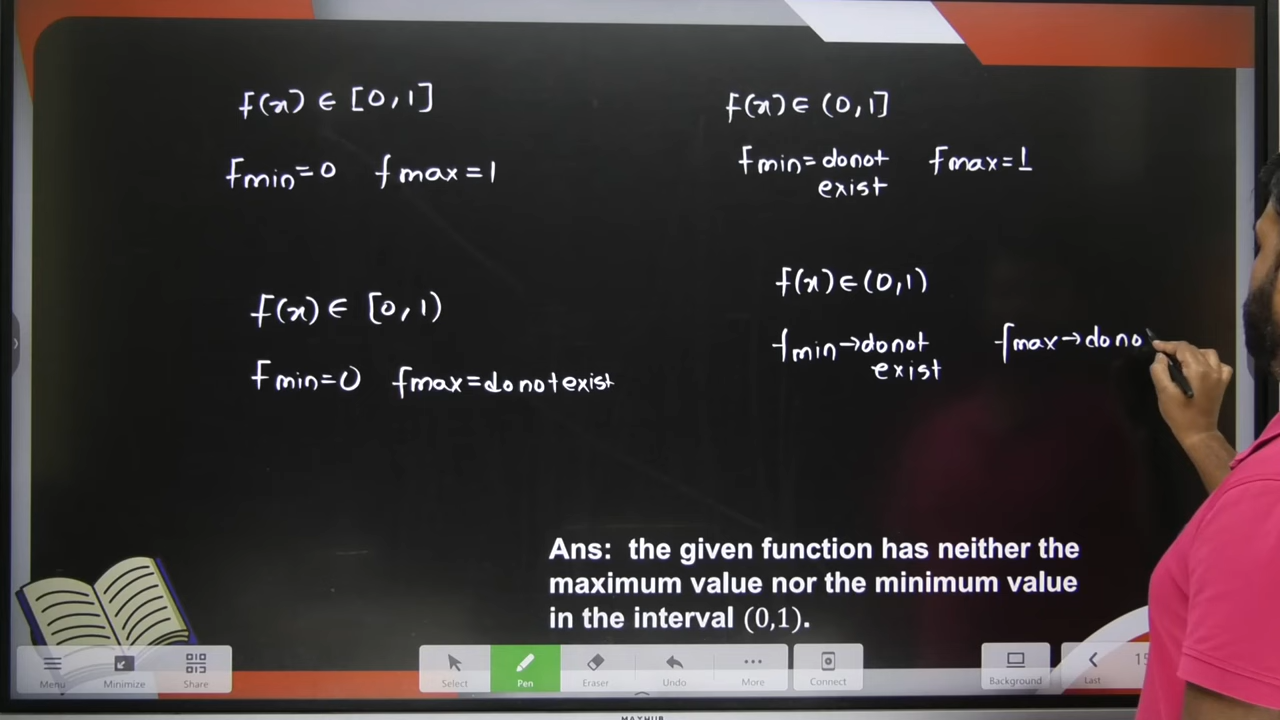 f(x) ∈ [0,1]
fmin=0 fmax=1
f(x) ∈ (0,1]
fmin= do not
exist
fmax=1
f(x) ∈ [0,1)
fmin=0 fmax=do not exist
f(x) ∈ (0,1)
fmin→do not
exist
fmax→do no
Ans: the given function has neither the
maximum value nor the minimum value
in the interval (0,1).
Menu Minimize Share Select Pen Eraser Undo More Connect Background Last 15
MAXHUB